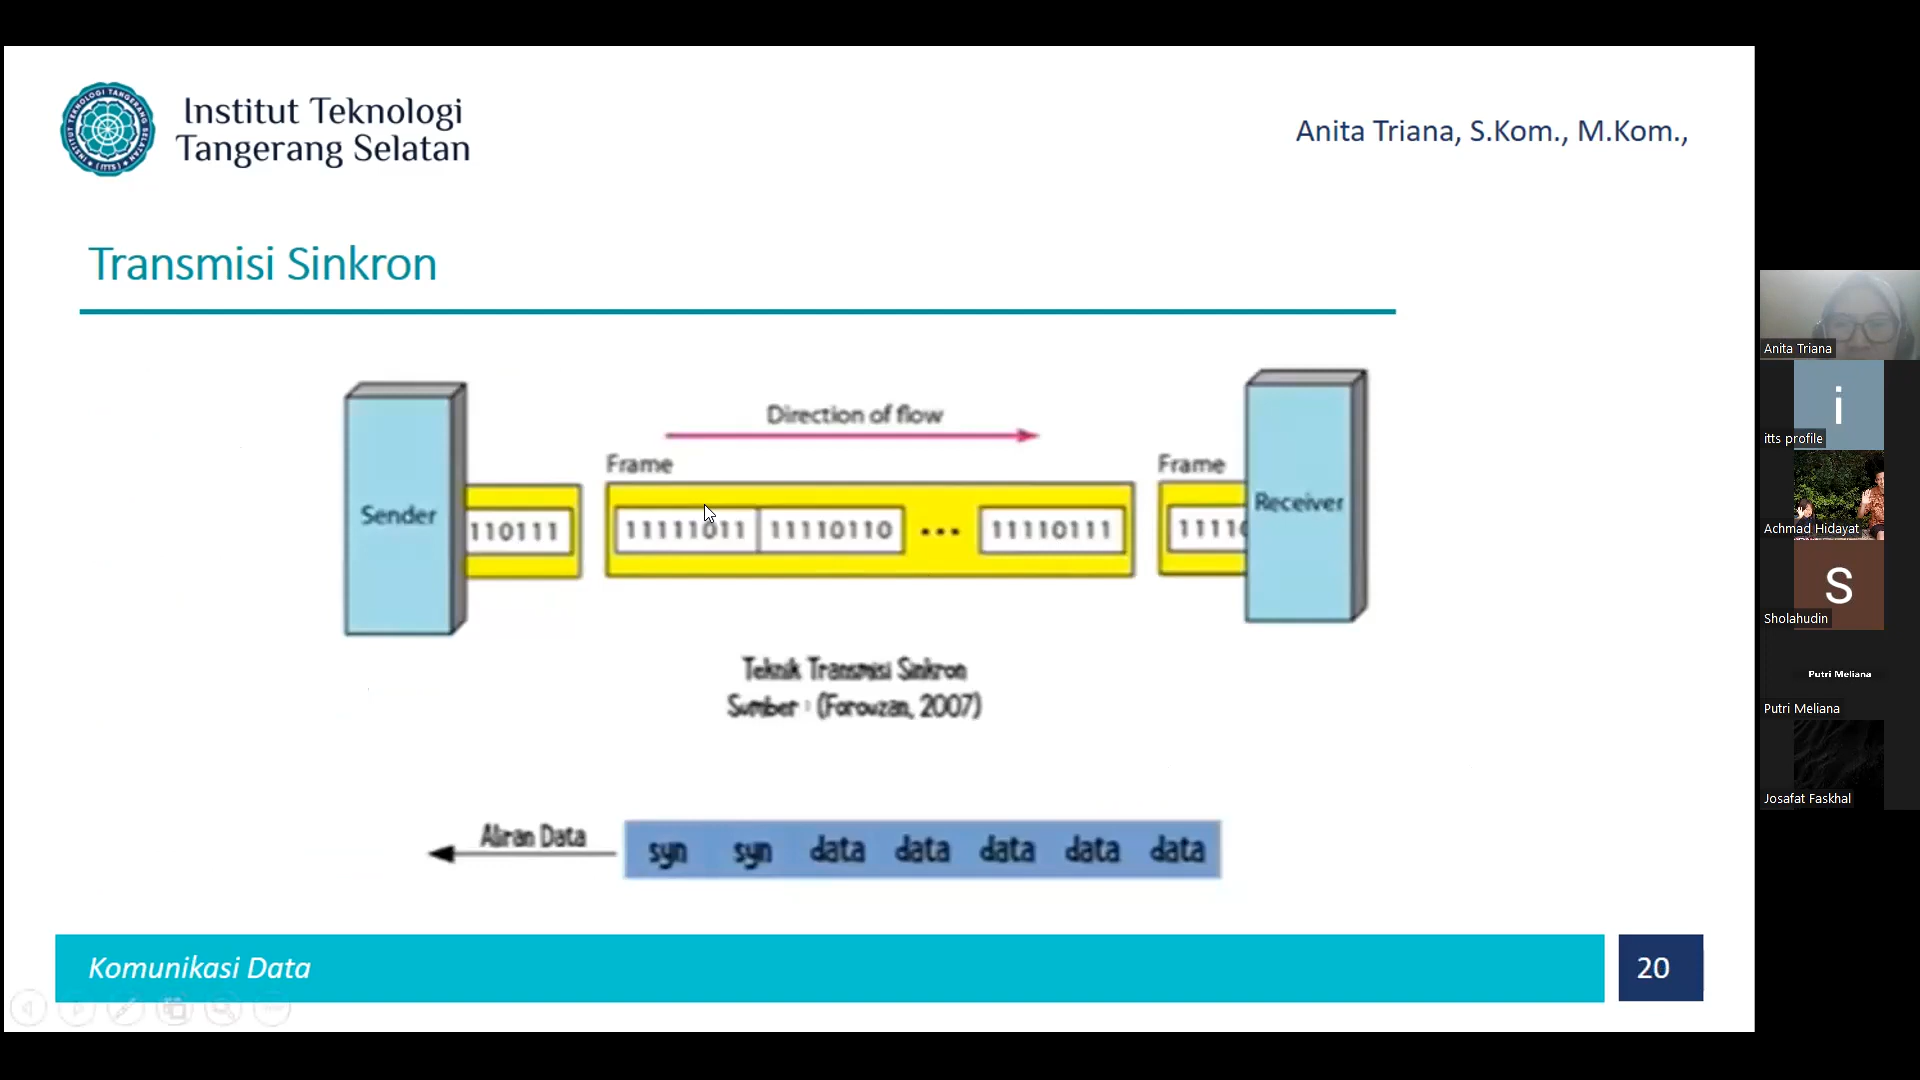 Institut Teknologi
Tangerang Selatan
Anita Triana, S.Kom., M.Kom.,
Transmisi Sinkron
Direction of flow
Frame
Frame
Sender
110111
11111011 11110110 ... 11110111
11110
Receiver
Teknik Transmisi Sinkron
Sumber : (Forouzan, 2007)
Aliran Data
syn syn data data data data data
Komunikasi Data
20
Anita Triana
i
itts profile
Achmad Hidayat
S
Sholahudin
Putri Meliana
Putri Meliana
Josafat Faskhal